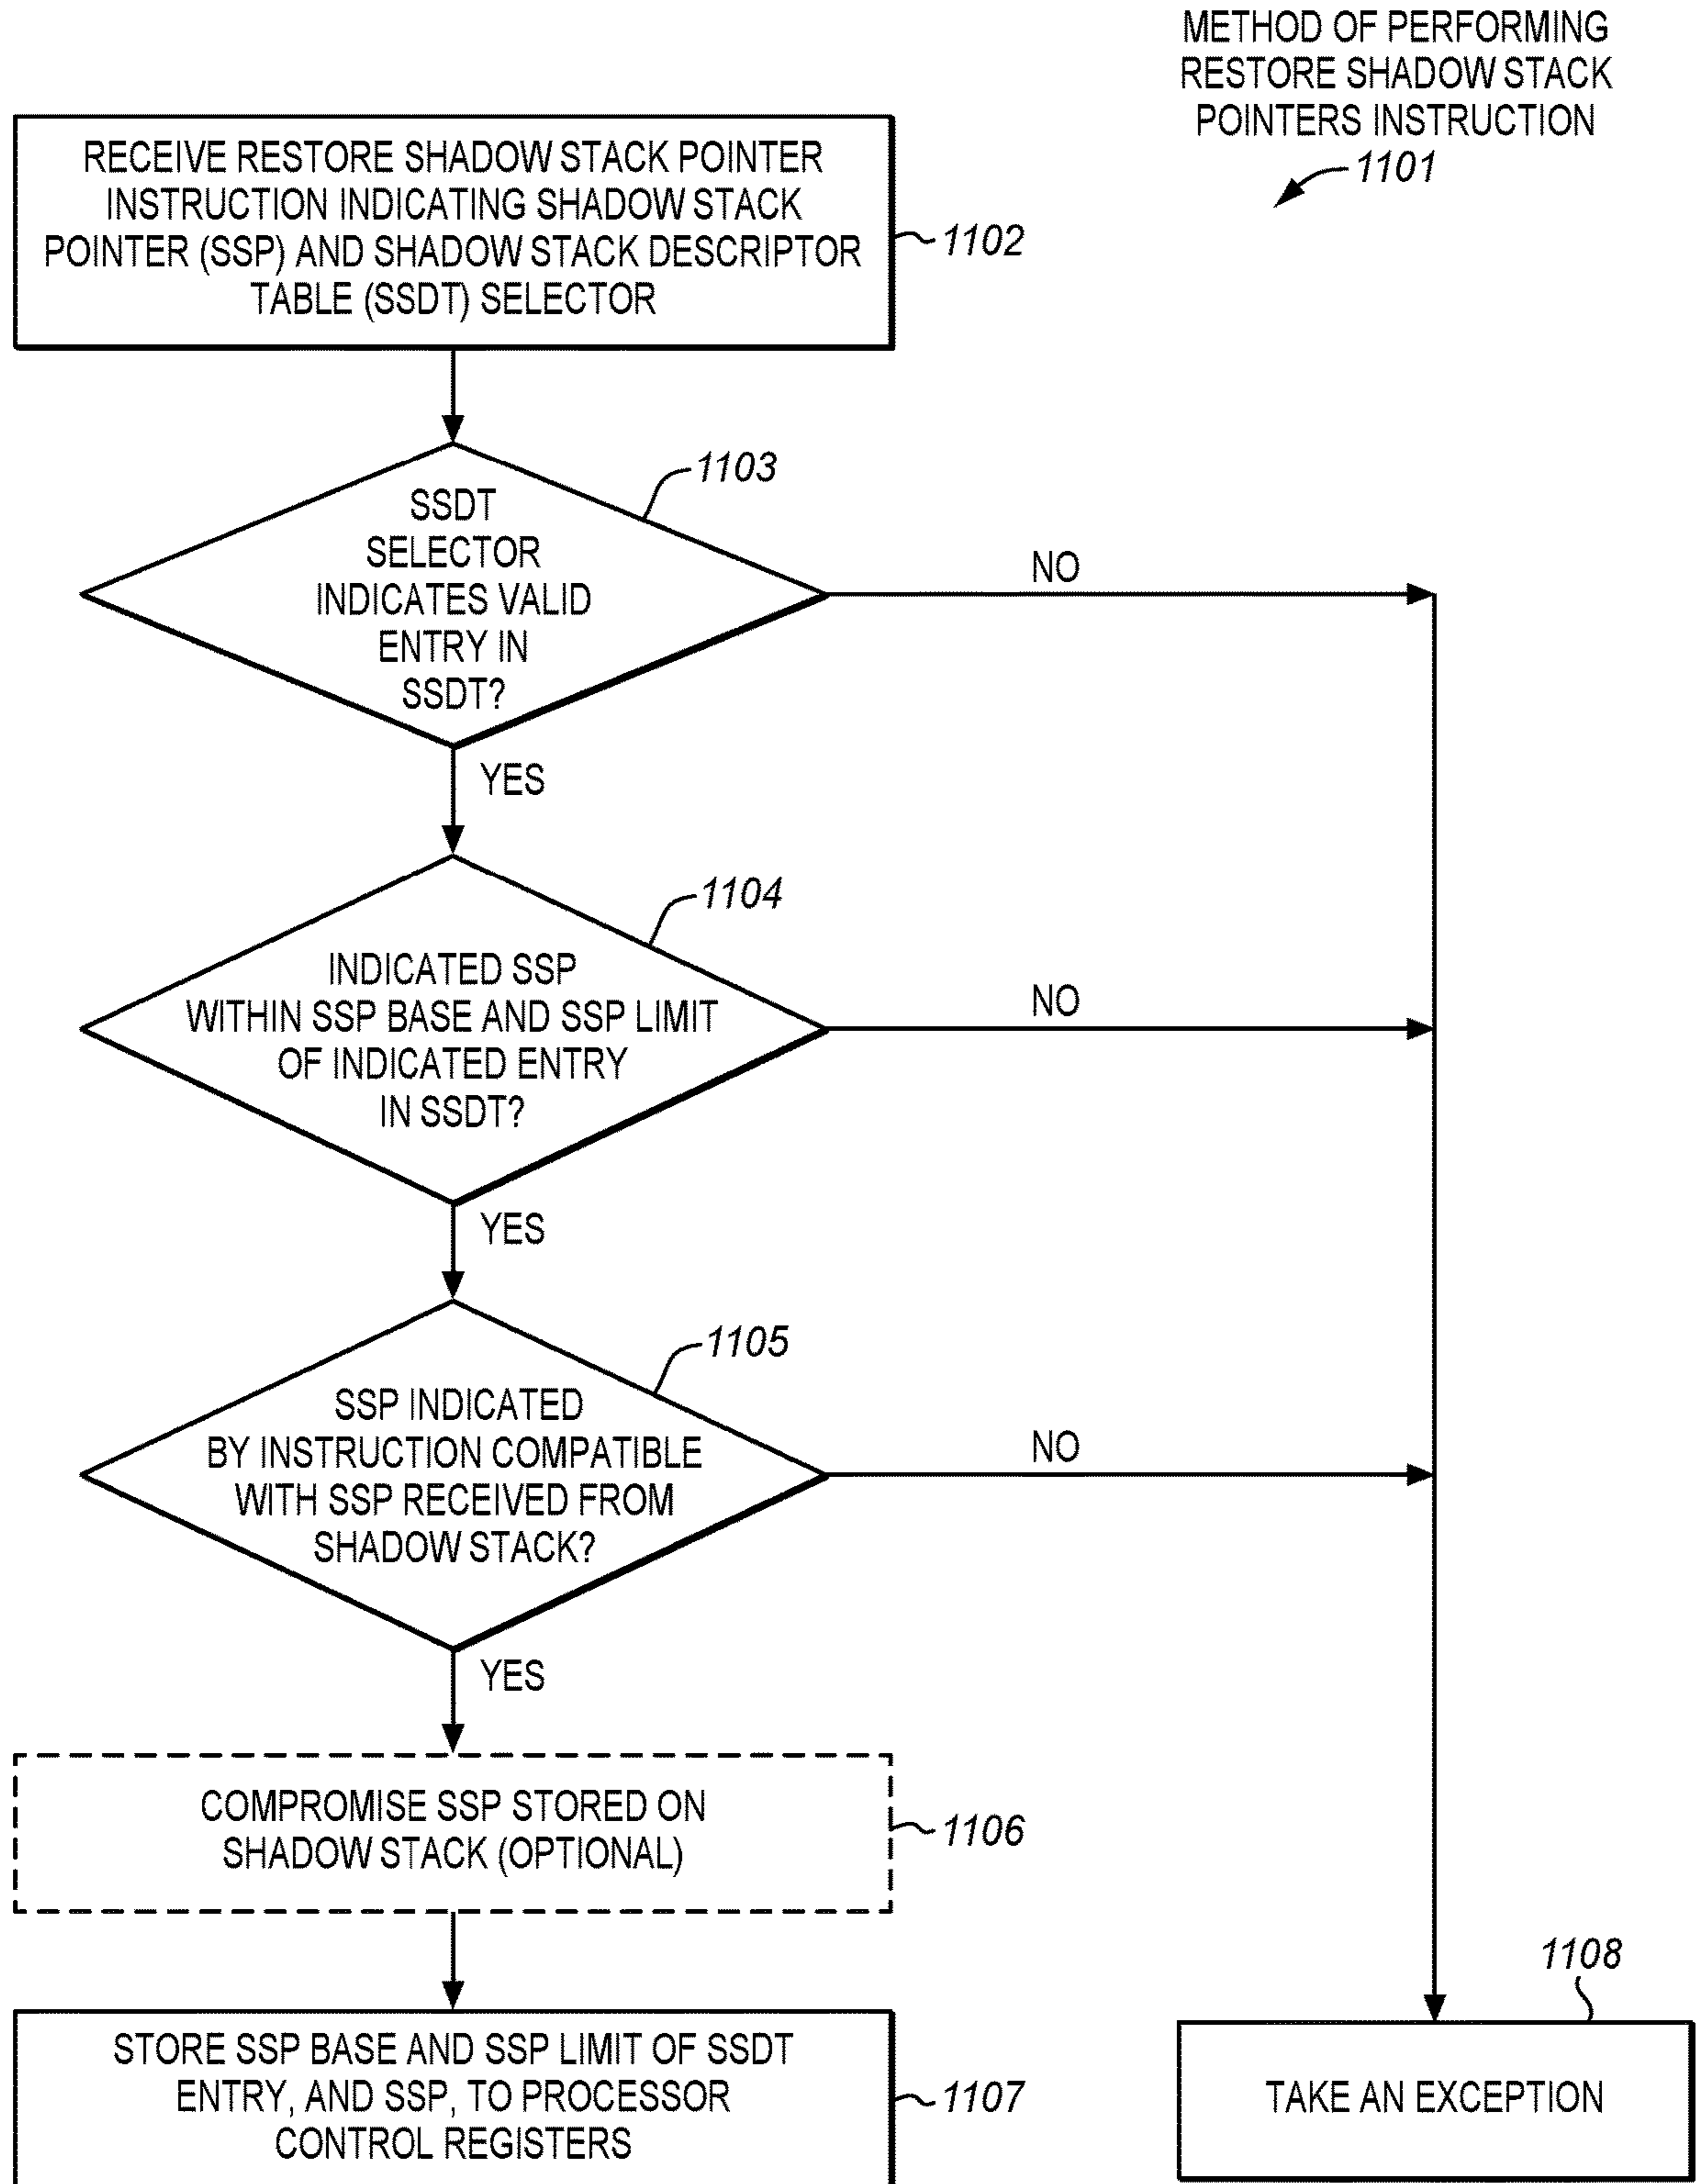 METHOD OF PERFORMING
RESTORE SHADOW STACK
POINTERS INSTRUCTION
1101
RECEIVE RESTORE SHADOW STACK POINTER
INSTRUCTION INDICATING SHADOW STACK
POINTER (SSP) AND SHADOW STACK DESCRIPTOR
TABLE (SSDT) SELECTOR
1102
1103
SSDT
SELECTOR
INDICATES VALID
ENTRY IN
SSDT?
NO
YES
1104
INDICATED SSP
WITHIN SSP BASE AND SSP LIMIT
OF INDICATED ENTRY
IN SSDT?
NO
YES
1105
SSP INDICATED
BY INSTRUCTION COMPATIBLE
WITH SSP RECEIVED FROM
SHADOW STACK?
NO
YES
COMPROMISE SSP STORED ON
SHADOW STACK (OPTIONAL)
1106
STORE SSP BASE AND SSP LIMIT OF SSDT
ENTRY, AND SSP, TO PROCESSOR
CONTROL REGISTERS
1107
1108
TAKE AN EXCEPTION